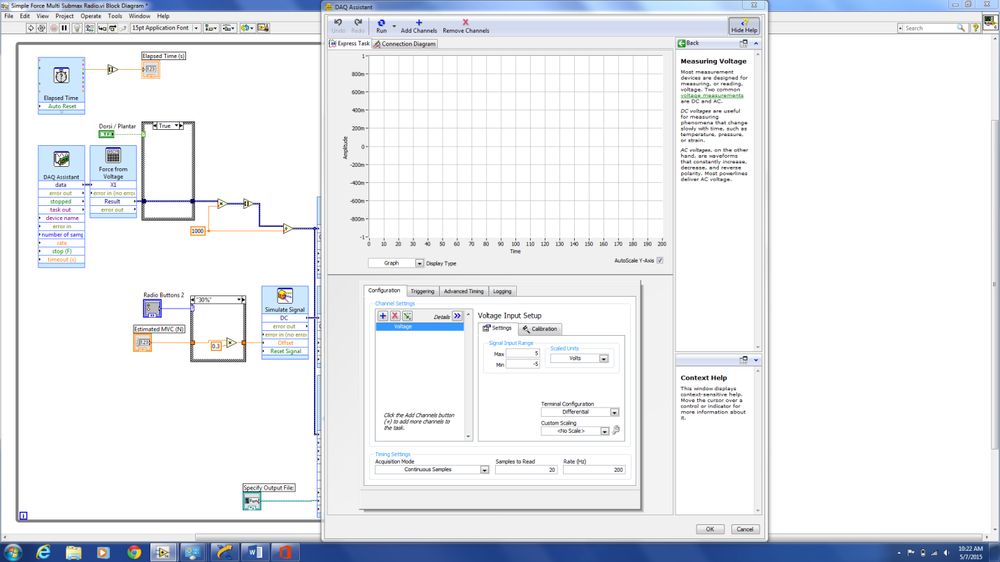 Simple Force Multi Submax Radio.vi Block Diagram *
File Edit View Project Operate Tools Window Help
15pt Application Font
Search
6
Elapsed Time
Auto Reset
Elapsed Time (s)
1.23
Dorsi / Plantar
TF
True
DAQ Assistant
data
error out
stopped
task out
device name
error in
number of samp
rate
stop (F)
timeout (s)
Force from
Voltage
X1
error in (no erro
Result
error out
1000
Radio Buttons 2
"30%"
Estimated MVC (N)
1.23
0.3
Simulate Signal
DC
error out
error in (no erro
Offset
Reset Signal
Specify Output File:
Path
i
DAQ Assistant
Undo Redo Run Add Channels Remove Channels
Hide Help
Express Task Connection Diagram
Amplitude
1
800m
600m
400m
200m
0
-200m
-400m
-600m
-800m
-1
0 10 20 30 40 50 60 70 80 90 100 110 120 130 140 150 160 170 180 190 200
Time
Graph Display Type
AutoScale Y-Axis
Configuration Triggering Advanced Timing Logging
Channel Settings
Details
Voltage
Click the Add Channels button
(+) to add more channels to
the task.
Voltage Input Setup
Settings Calibration
Signal Input Range
Max 5
Min -5
Scaled Units
Volts
Terminal Configuration
Differential
Custom Scaling
<No Scale>
Timing Settings
Acquisition Mode Samples to Read Rate (Hz)
Continuous Samples 20 200
Back
Measuring Voltage
Most measurement
devices are designed for
measuring, or reading,
voltage. Two common
voltage measurements
are DC and AC.
DC voltages are useful
for measuring
phenomena that change
slowly with time, such as
temperature, pressure,
or strain.
AC voltages, on the other
hand, are waveforms
that constantly increase,
decrease, and reverse
polarity. Most powerlines
deliver AC voltage.
Context Help
This window displays
context-sensitive help.
Move the cursor over a
control or indicator for
more information about
it.
OK Cancel
10:22 AM
5/7/2015